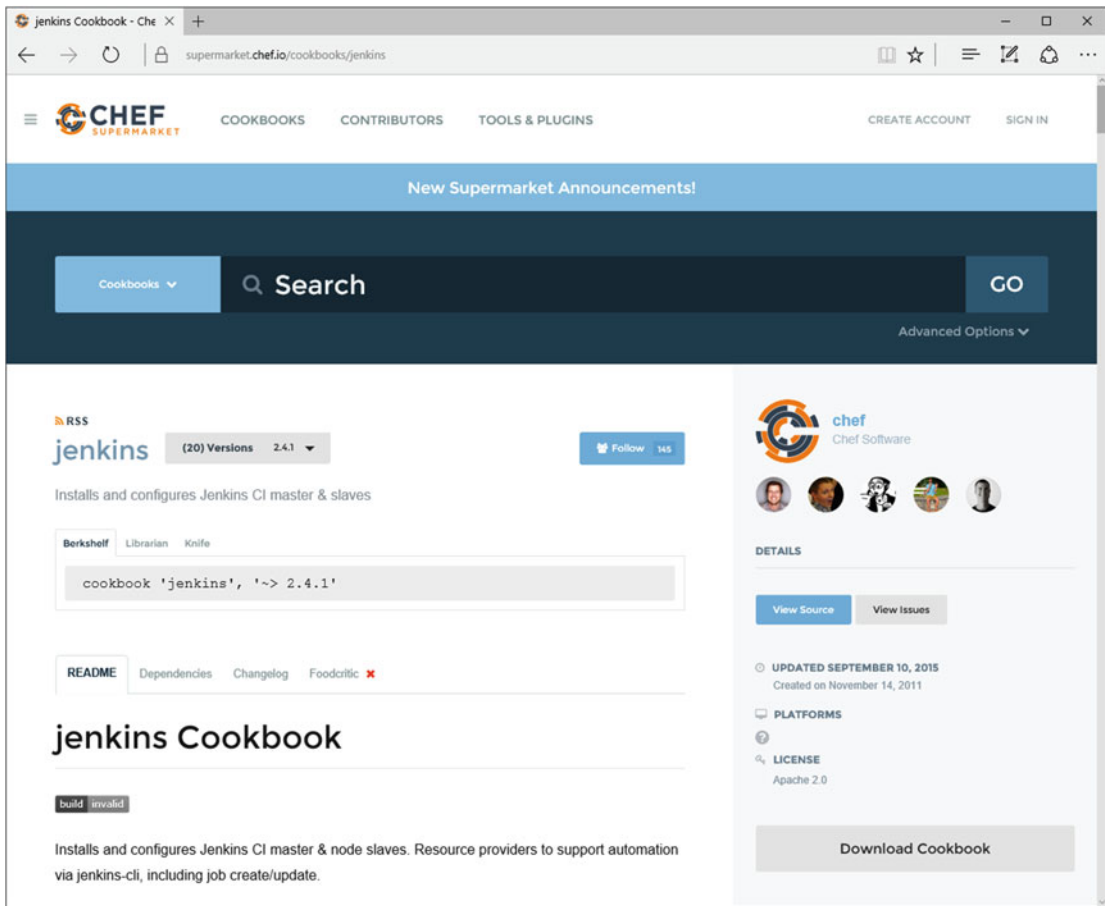 jenkins Cookbook - Che
supermarket.chef.io/cookbooks/jenkins
CHEF
SUPERMARKET
COOKBOOKS
CONTRIBUTORS
TOOLS & PLUGINS
CREATE ACCOUNT
SIGN IN
New Supermarket Announcements!
Cookbooks
Search
GO
Advanced Options
RSS
jenkins
(20) Versions 2.4.1
Follow 145
Installs and configures Jenkins CI master & slaves
Berkshelf Librarian Knife
cookbook 'jenkins', '~> 2.4.1'
README Dependencies Changelog Foodcritic
jenkins Cookbook
build invalid
Installs and configures Jenkins CI master & node slaves. Resource providers to support automation
via jenkins-cli, including job create/update.
chef
Chef Software
DETAILS
View Source
View Issues
UPDATED SEPTEMBER 10, 2015
Created on November 14, 2011
PLATFORMS
?
LICENSE
Apache 2.0
Download Cookbook